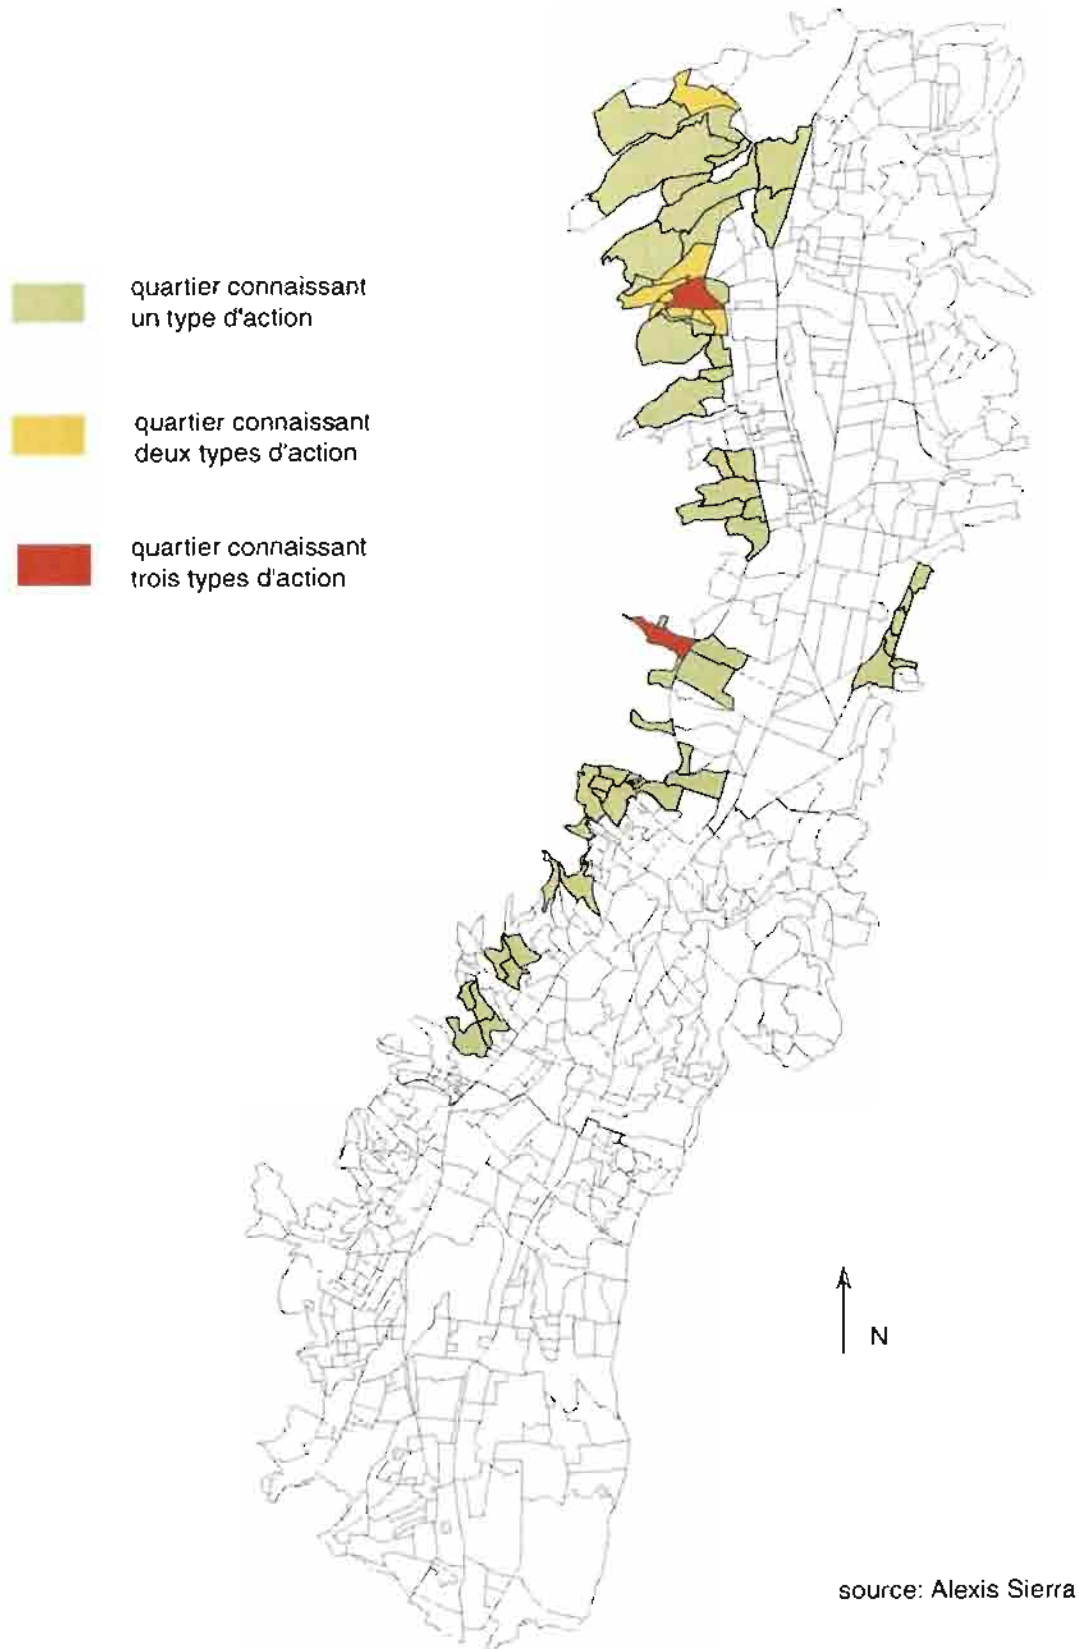 quartier connaissant
un type d'action
quartier connaissant
deux types d'action
quartier connaissant
trois types d'action
N
source: Alexis Sierra